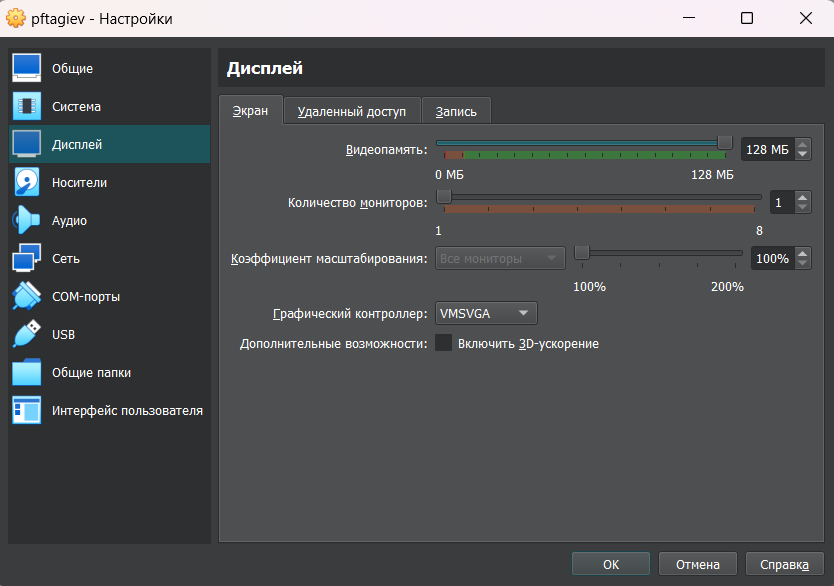 pftagiev - Настройки
Общие
Система
Дисплей
Носители
Аудио
Сеть
COM-порты
USB
Общие папки
Интерфейс пользователя
Дисплей
Экран Удаленный доступ Запись
Видеопамять: 128 МБ
0 МБ 128 МБ
Количество мониторов: 1
1 8
Коэффициент масштабирования: Все мониторы 100%
100% 200%
Графический контроллер: VMSVGA
Дополнительные возможности: Включить 3D-ускорение
OK Отмена Справка